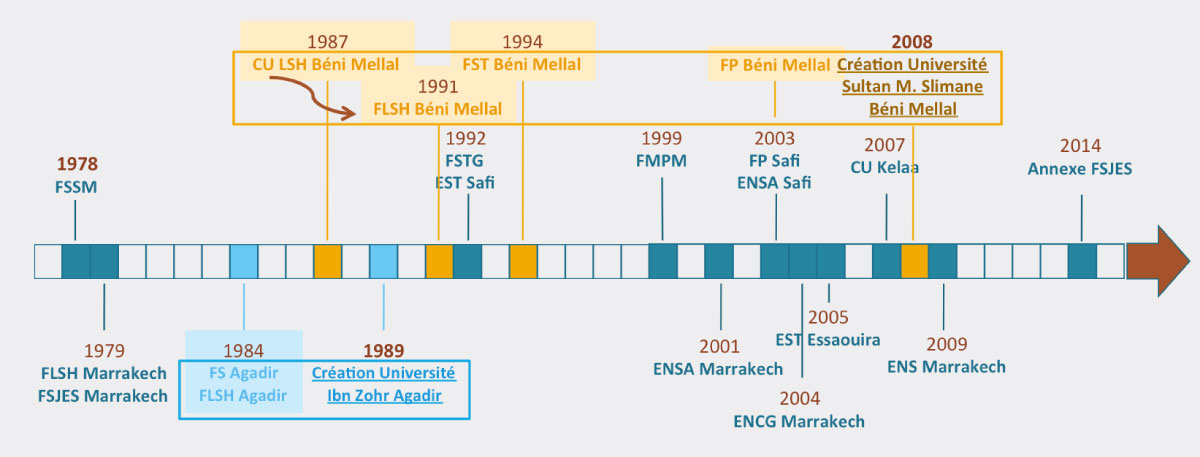 1987
CU LSH Béni Mellal
1991
FLSH Béni Mellal
1994
FST Béni Mellal
FP Béni Mellal
2008
Création Université
Sultan M. Slimane
Béni Mellal
1978
FSSM
1992
FSTG
EST Safi
1999
FMPM
2003
FP Safi
ENSA Safi
2007
CU Kelaa
2014
Annexe FSJES
1979
FLSH Marrakech
FSJES Marrakech
1984
FS Agadir
FLSH Agadir
1989
Création Université
Ibn Zohr Agadir
2001
ENSA Marrakech
2005
EST Essaouira
2004
ENCG Marrakech
2009
ENS Marrakech